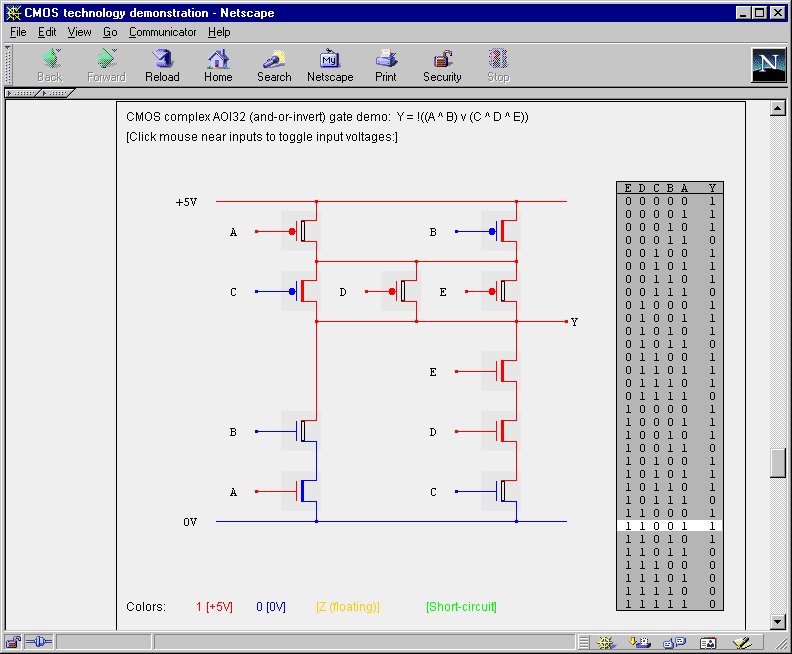 CMOS technology demonstration - Netscape
File Edit View Go Communicator Help
Back Forward Reload Home Search Netscape Print Security Stop
My
N
CMOS complex AOI32 (and-or-invert) gate demo: Y = !((A ^ B) v (C ^ D ^ E))
[Click mouse near inputs to toggle input voltages:]
+5V
A B
C D E
Y
E
B D
A C
0V
E D C B A Y
0 0 0 0 0 1
0 0 0 0 1 1
0 0 0 1 0 1
0 0 0 1 1 0
0 0 1 0 0 1
0 0 1 0 1 1
0 0 1 1 0 1
0 0 1 1 1 0
0 1 0 0 0 1
0 1 0 0 1 1
0 1 0 1 0 1
0 1 0 1 1 0
0 1 1 0 0 1
0 1 1 0 1 1
0 1 1 1 0 1
0 1 1 1 1 0
1 0 0 0 0 1
1 0 0 0 1 1
1 0 0 1 0 1
1 0 0 1 1 0
1 0 1 0 0 1
1 0 1 0 1 1
1 0 1 1 0 1
1 0 1 1 1 0
1 1 0 0 0 1
1 1 0 0 1 1
1 1 0 1 0 1
1 1 0 1 1 0
1 1 1 0 0 0
1 1 1 0 1 0
1 1 1 1 0 0
1 1 1 1 1 0
Colors: 1 [+5V] 0 [0V] [Z (floating)] [Short-circuit]